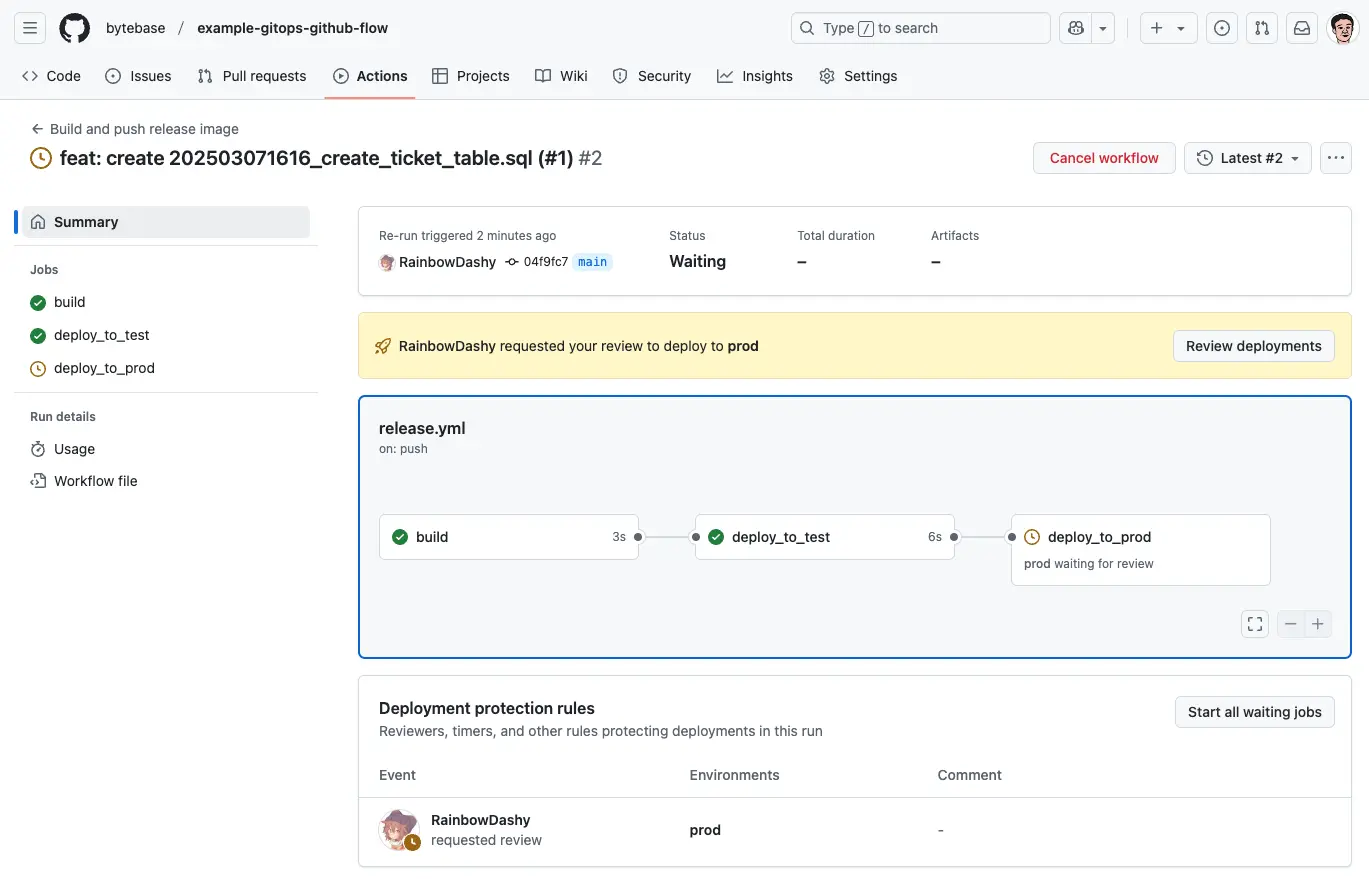 bytebase / example-gitops-github-flow
Type / to search
Code Issues Pull requests Actions Projects Wiki Security Insights Settings
Build and push release image
feat: create 202503071616_create_ticket_table.sql (#1) #2
Cancel workflow
Latest #2
Summary
Jobs
build
deploy_to_test
deploy_to_prod
Run details
Usage
Workflow file
Re-run triggered 2 minutes ago
RainbowDashy 04f9fc7 main
Status
Waiting
Total duration
–
Artifacts
–
RainbowDashy requested your review to deploy to prod
Review deployments
release.yml
on: push
build 3s
deploy_to_test 6s
deploy_to_prod
prod waiting for review
Deployment protection rules
Reviewers, timers, and other rules protecting deployments in this run
Start all waiting jobs
Event Environments Comment
RainbowDashy
requested review
prod
-